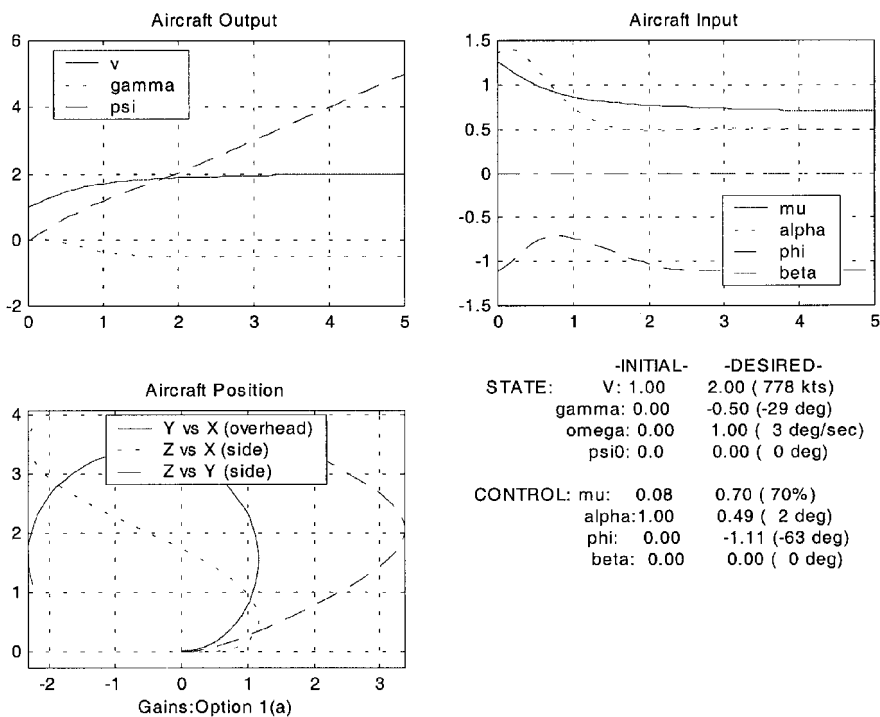 Aircraft Output
6
4
2
0
-2
v
gamma
psi
0 1 2 3 4 5
Aircraft Input
1.5
1
0.5
0
-0.5
-1
-1.5
mu
alpha
phi
beta
0 1 2 3 4 5
Aircraft Position
4
3
2
1
0
Y vs X (overhead)
Z vs X (side)
Z vs Y (side)
-2 -1 0 1 2 3
Gains:Option 1(a)
-INITIAL- -DESIRED-
STATE: V: 1.00 2.00 ( 778 kts)
gamma: 0.00 -0.50 (-29 deg)
omega: 0.00 1.00 ( 3 deg/sec)
psi0: 0.0 0.00 ( 0 deg)
CONTROL: mu: 0.08 0.70 ( 70%)
alpha:1.00 0.49 ( 2 deg)
phi: 0.00 -1.11 (-63 deg)
beta: 0.00 0.00 ( 0 deg)